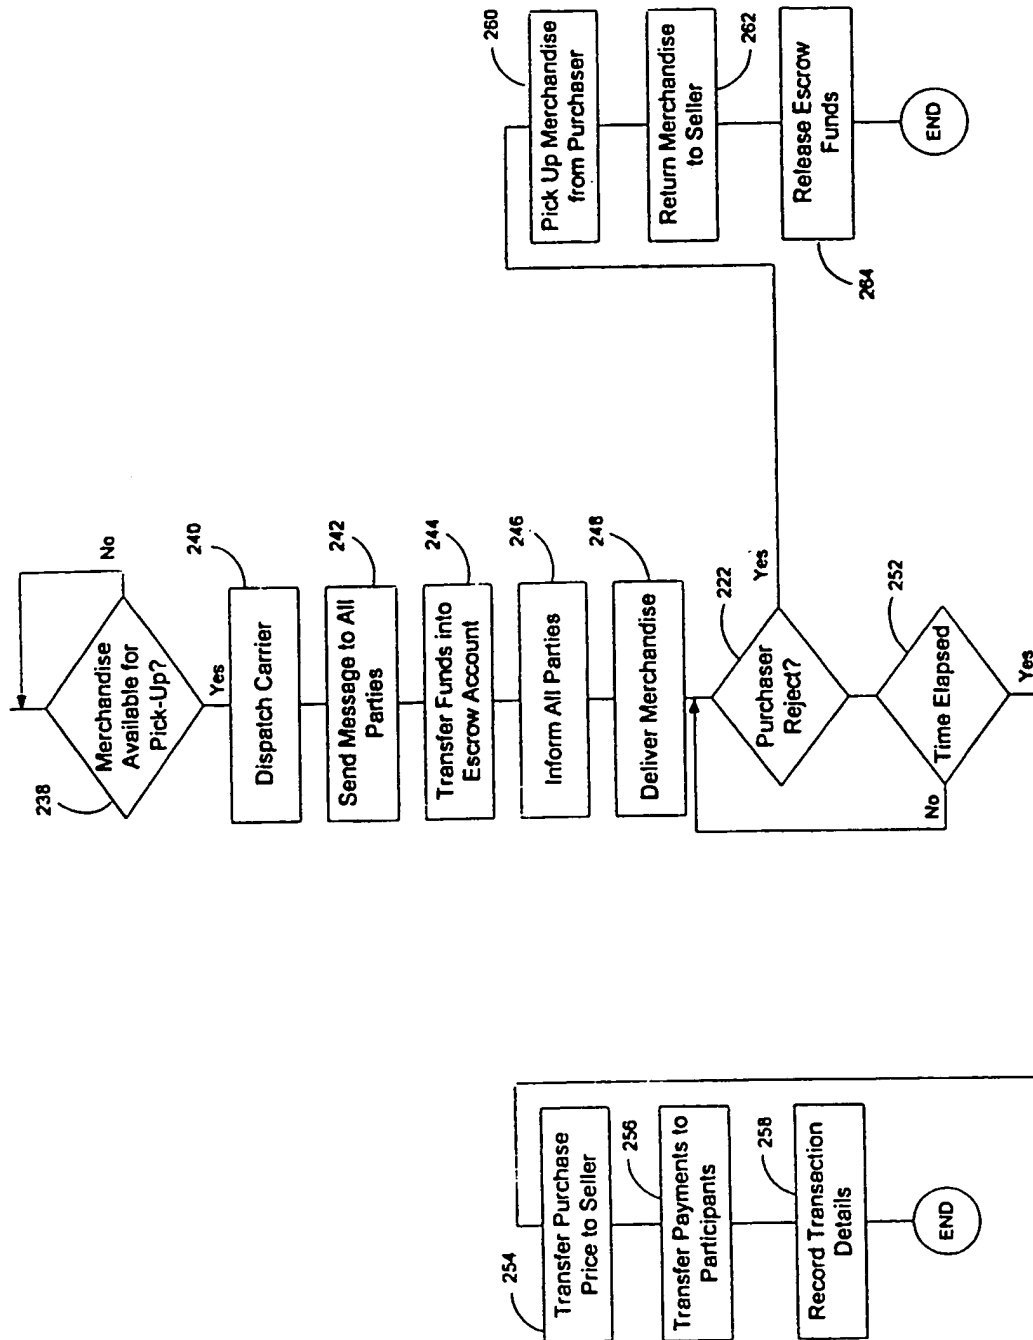 238
Merchandise
Available for
Pick-Up?
No
Yes
240
Dispatch Carrier
242
Send Message to All
Parties
244
Transfer Funds into
Escrow Account
246
Inform All Parties
248
Deliver Merchandise
222
Purchaser
Reject?
Yes
252
Time Elapsed
No
Yes
254
Transfer Purchase
Price to Seller
256
Transfer Payments to
Participants
258
Record Transaction
Details
END
260
Pick Up Merchandise
from Purchaser
262
Return Merchandise
to Seller
264
Release Escrow
Funds
END